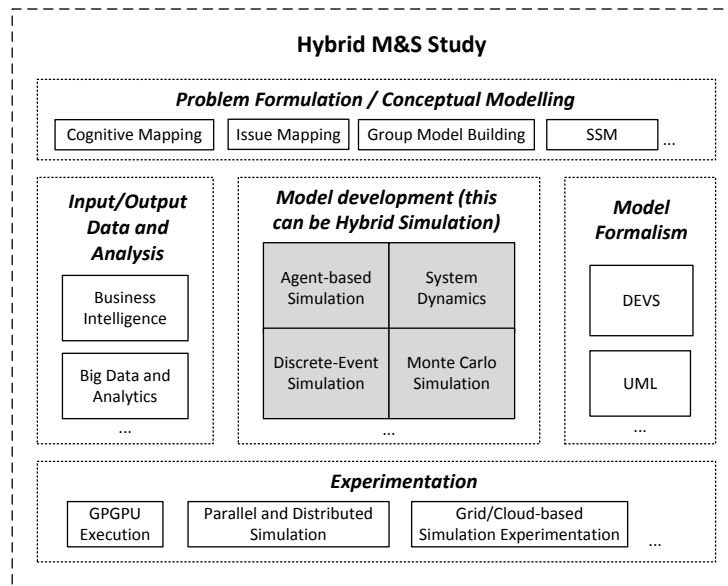 Hybrid M&S Study
Problem Formulation / Conceptual Modelling
Cognitive Mapping
Issue Mapping
Group Model Building
SSM
...
Input/Output
Data and
Analysis
Business
Intelligence
Big Data and
Analytics
...
Model development (this
can be Hybrid Simulation)
Agent-based
Simulation
System
Dynamics
Discrete-Event
Simulation
Monte Carlo
Simulation
...
Model
Formalism
DEVS
UML
...
Experimentation
GPGPU
Execution
Parallel and Distributed
Simulation
Grid/Cloud-based
Simulation Experimentation
...